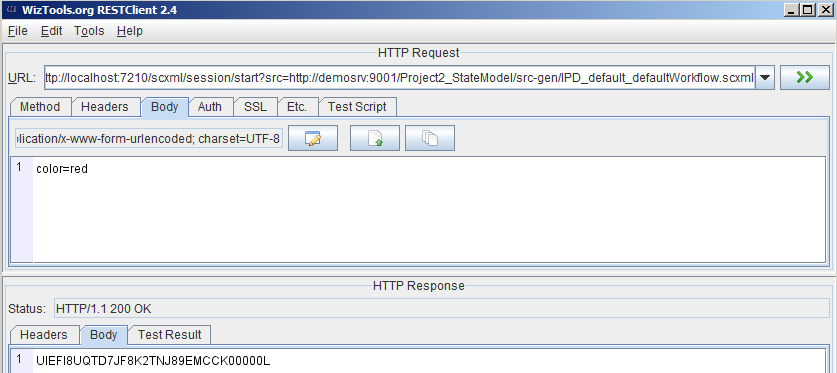 WizTools.org RESTClient 2.4
File Edit Tools Help
HTTP Request
URL: ttp://localhost:7210/scxml/session/start?src=http://demosrv:9001/Project2_StateModel/src-gen/IPD_default_defaultWorkflow.scxml
Method Headers Body Auth SSL Etc. Test Script
plication/x-www-form-urlencoded; charset=UTF-8
1 color=red
HTTP Response
Status: HTTP/1.1 200 OK
Headers Body Test Result
1 UIEFI8UQTD7JF8K2TNJ89EMCCK00000L